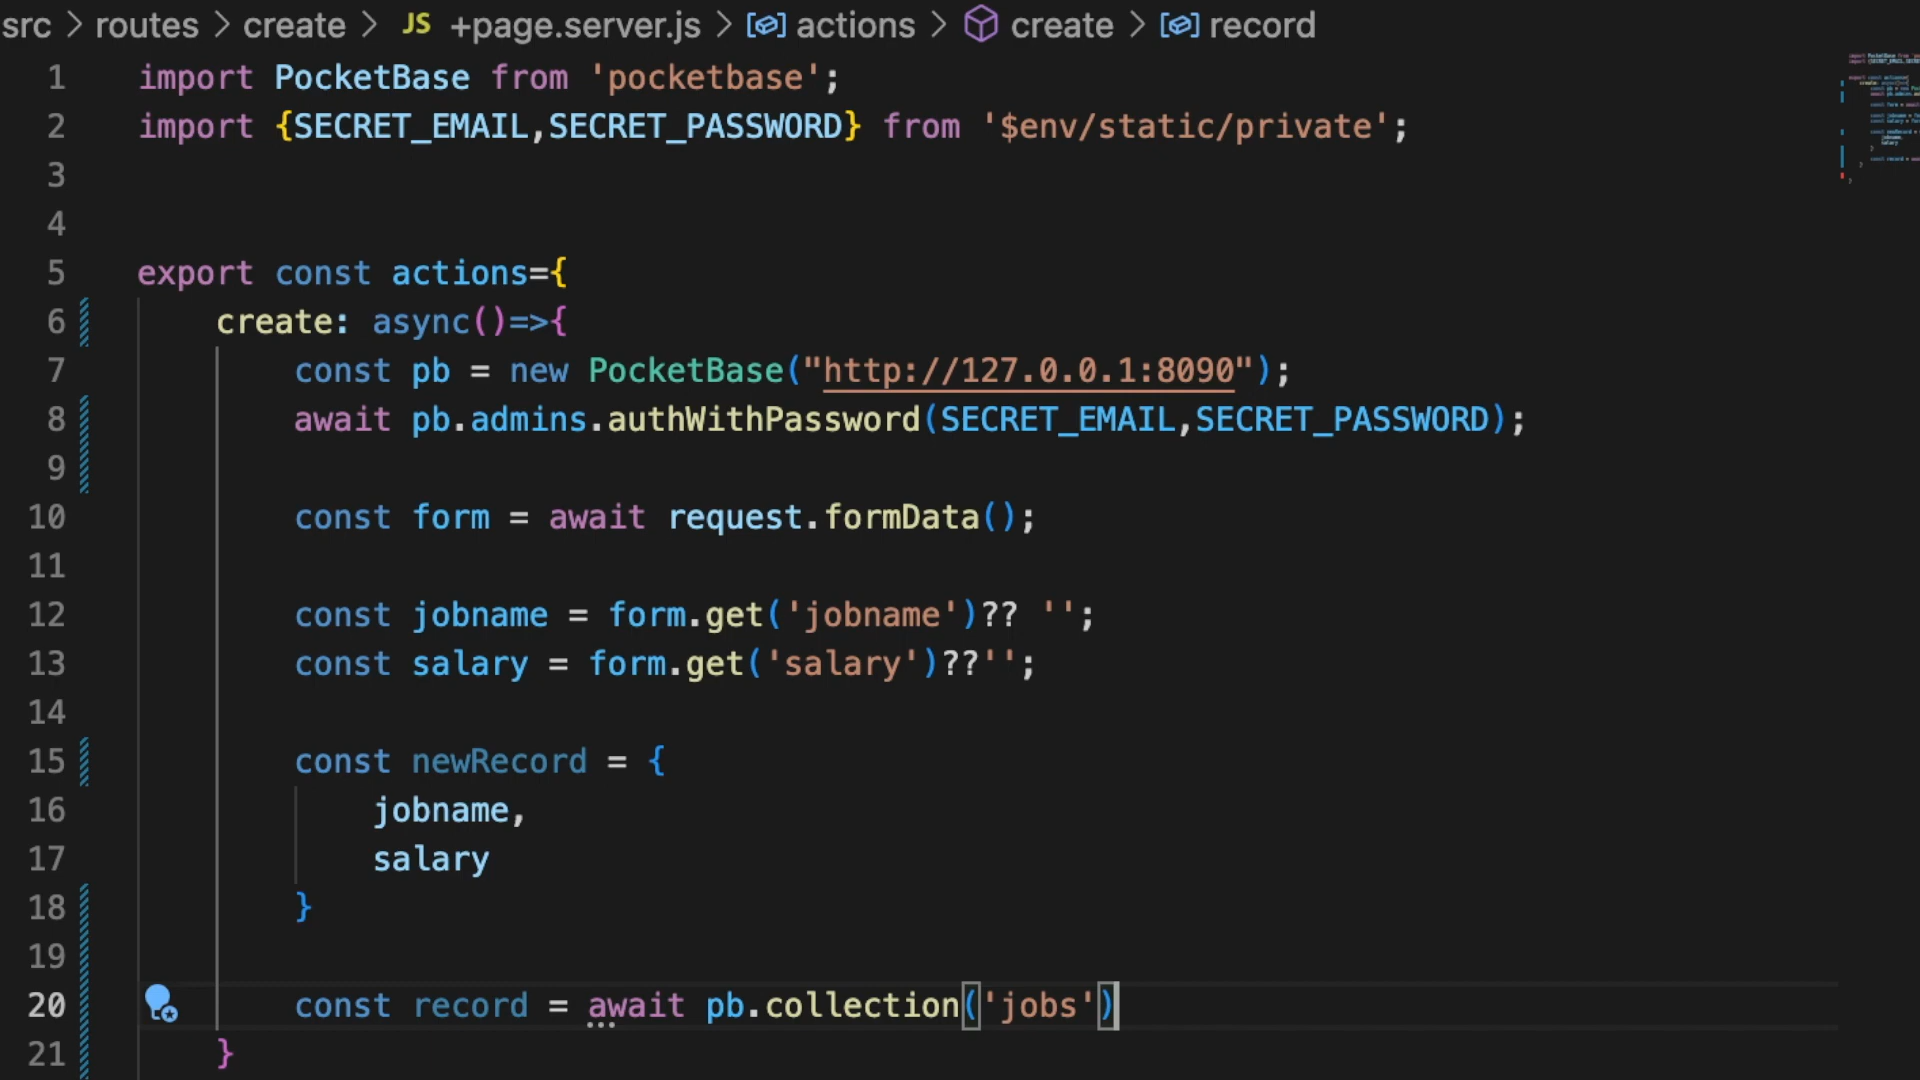 src > routes > create > JS +page.server.js > actions > create > record
1 import PocketBase from 'pocketbase';
2 import {SECRET_EMAIL,SECRET_PASSWORD} from '$env/static/private';
3
4
5 export const actions={
6 create: async()=>{
7 const pb = new PocketBase("http://127.0.0.1:8090");
8 await pb.admins.authWithPassword(SECRET_EMAIL,SECRET_PASSWORD);
9
10 const form = await request.formData();
11
12 const jobname = form.get('jobname')?? '';
13 const salary = form.get('salary')??'';
14
15 const newRecord = {
16 jobname,
17 salary
18 }
19
20 const record = await pb.collection('jobs')
21 }